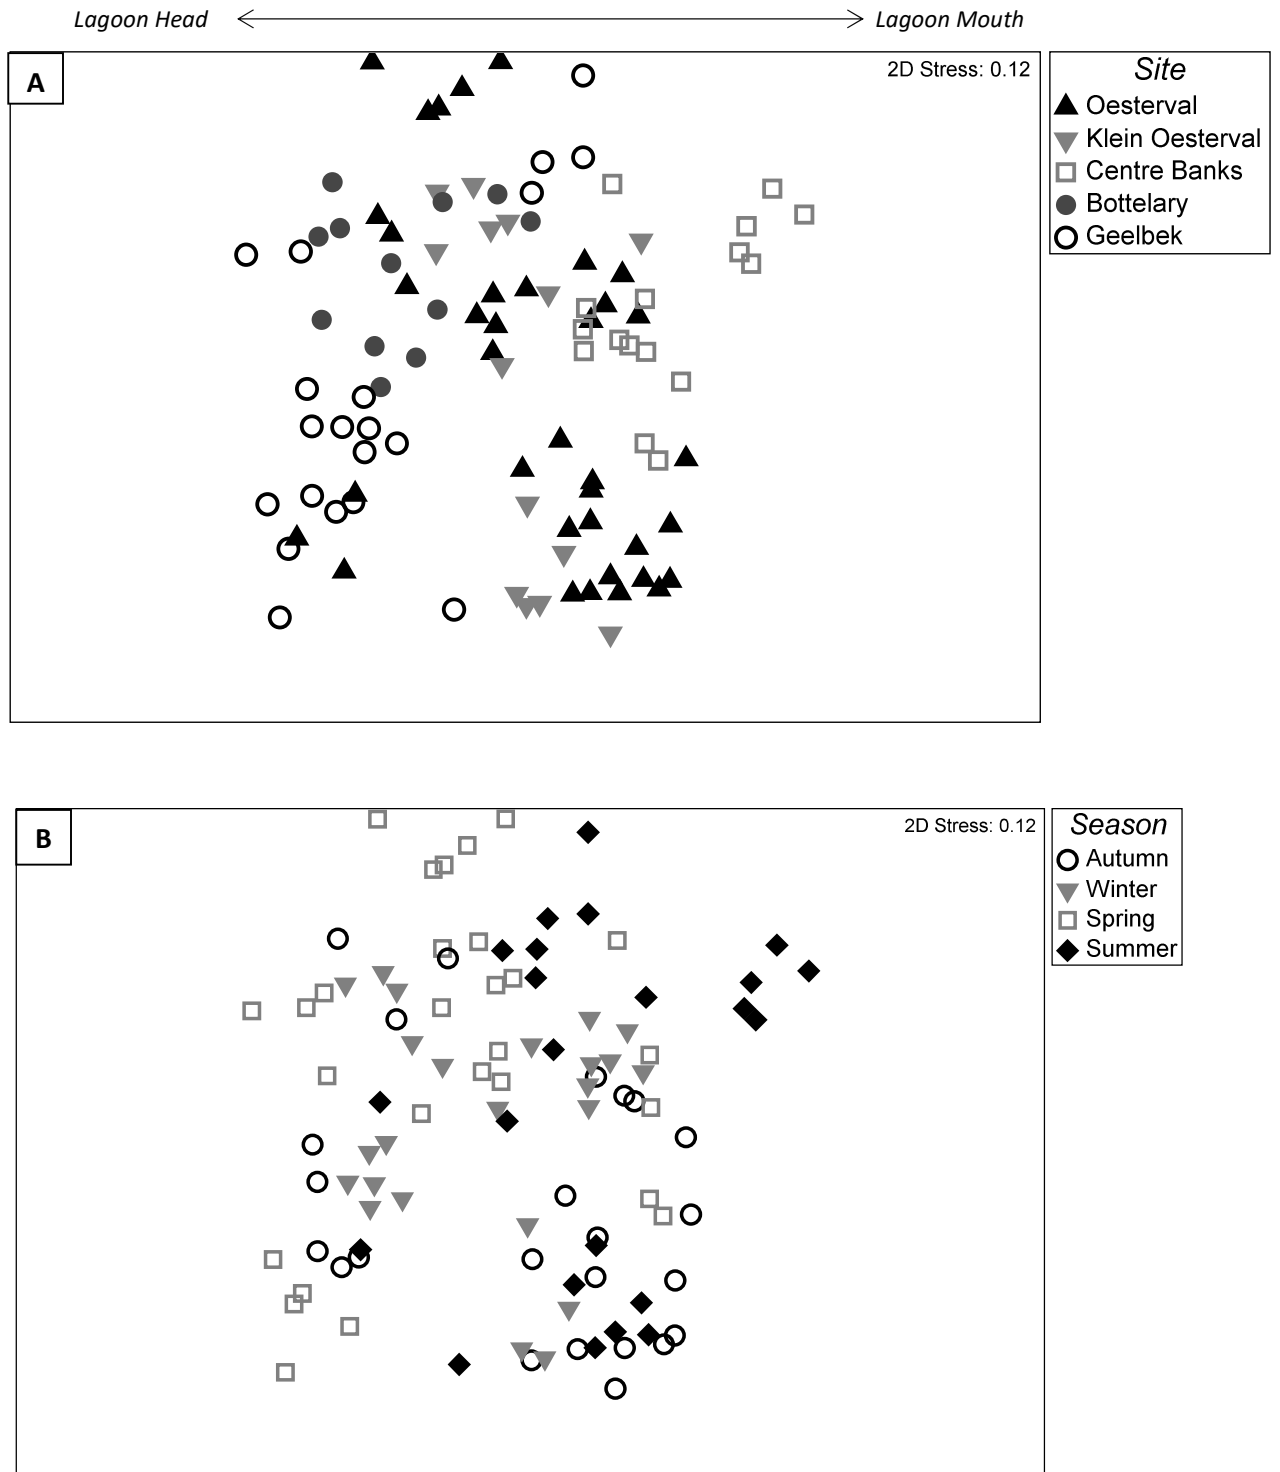 Lagoon Head
Lagoon Mouth
A
2D Stress: 0.12
Site
Oesterval
Klein Oesterval
Centre Banks
Bottelary
Geelbek
B
2D Stress: 0.12
Season
Autumn
Winter
Spring
Summer